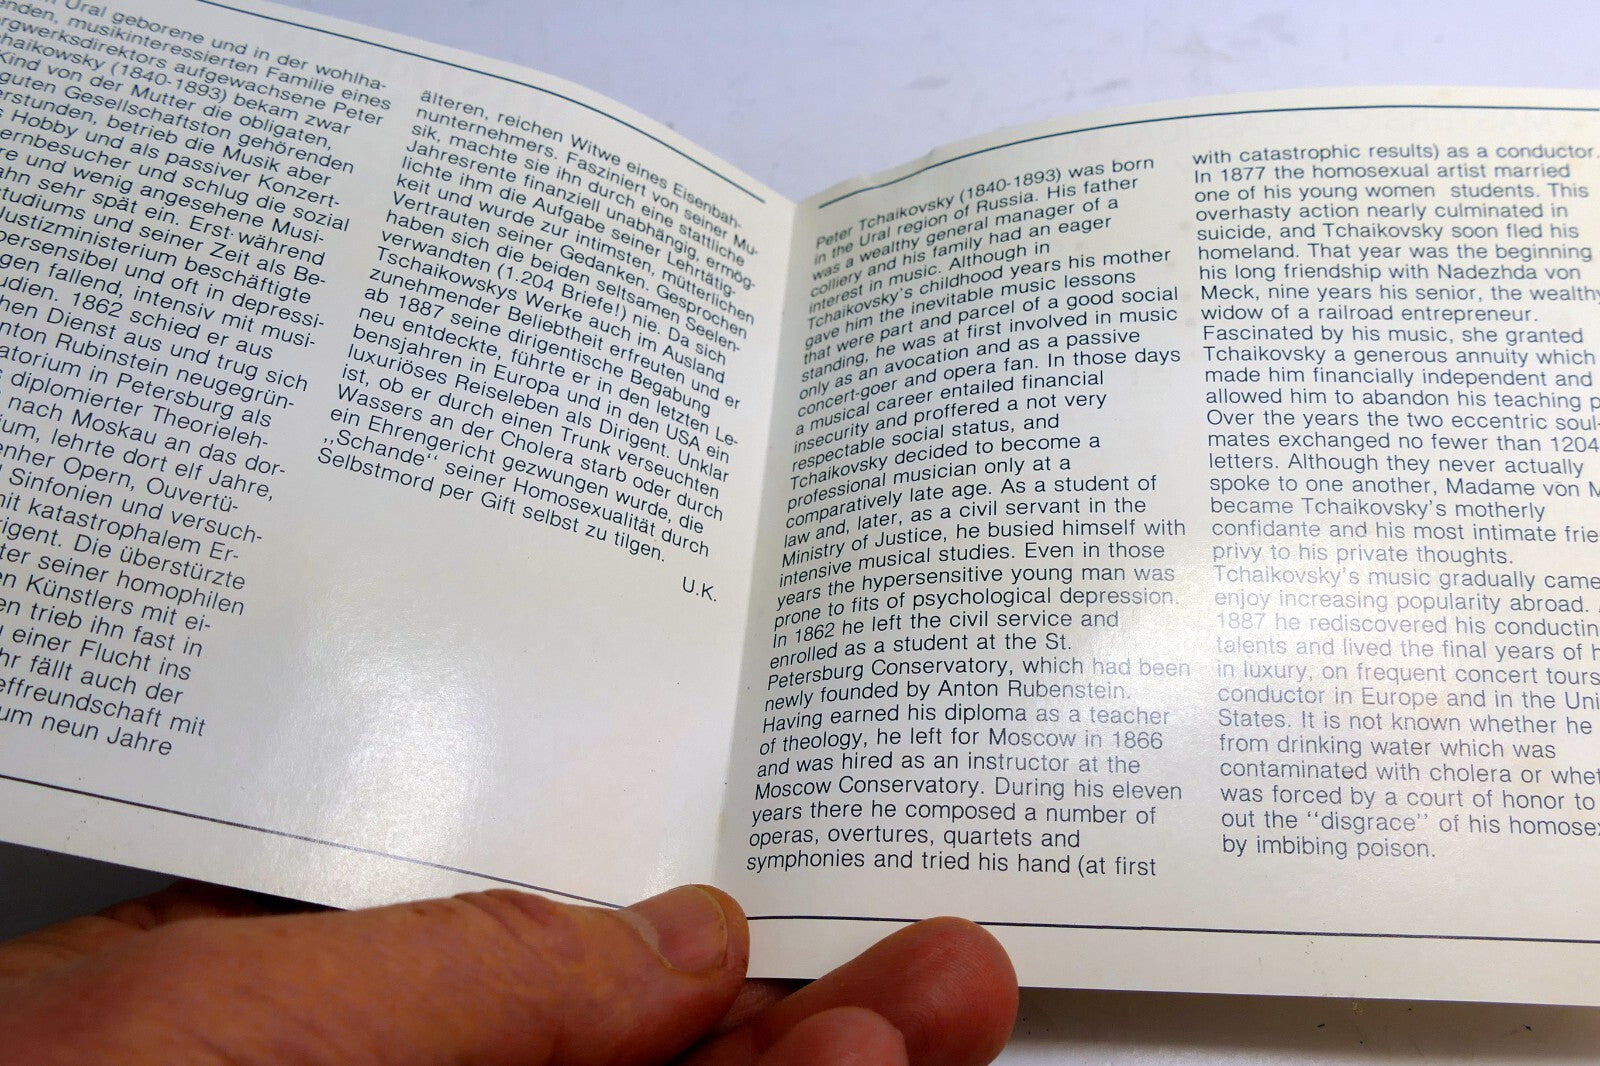 Ural geborene und in der wohlha-
enden, musikinteressierten Familie eines
rgwerksdirektors aufgewachsene Peter
haikowsky (1840-1893) bekam zwar
Kind von der Mutter die obligaten,
guten Gesellschaftston gehörenden
erstunden, betrieb die Musik aber
s Hobby und als passiver Konzert-
ernbesucher und schlug die sozial
re und wenig angesehene Musi-
ahn sehr spät ein. Erst während
tudiums und seiner Zeit als Be-
Justizministerium beschäftigte
persensibel und oft in depressi-
gen fallend, intensiv mit musi-
udien. 1862 schied er aus
hen Dienst aus und trug sich
nton Rubinstein neugegrün-
atorium in Petersburg als
diplomierter Theorieleh-
nach Moskau an das dor-
ium, lehrte dort elf Jahre,
enher Opern, Ouvertü-
Sinfonien und versuch-
it katastrophalem Er-
rigent. Die überstürzte
ter seiner homophilen
en Künstlers mit ei-
en trieb ihn fast in
einer Flucht ins
hr fällt auch der
effreundschaft mit
um neun Jahre
älteren, reichen Witwe eines Eisenbah-
nunternehmers. Fasziniert von seiner Mu-
sik, machte sie ihn durch eine stattliche
Jahresrente finanziell unabhängig, ermög-
lichte ihm die Aufgabe seiner Lehrtätig-
keit und wurde zur intimsten, mütterlichen
Vertrauten seiner Gedanken. Gesprochen
haben sich die beiden seltsamen Seelen-
verwandten (1.204 Briefe!) nie. Da sich
Tschaikowskys Werke auch im Ausland
zunehmender Beliebtheit erfreuten und er
ab 1887 seine dirigentische Begabung
neu entdeckte, führte er in den letzten Le-
bensjahren in Europa und in den USA ein
luxuriöses Reiseleben als Dirigent. Unklar
ist, ob er durch einen Trunk verseuchten
Wassers an der Cholera starb oder durch
ein Ehrengericht gezwungen wurde, die
„Schande“ seiner Homosexualität durch
Selbstmord per Gift selbst zu tilgen.
U.K.
Peter Tchaikovsky (1840-1893) was born
in the Ural region of Russia. His father
was a wealthy general manager of a
colliery and his family had an eager
interest in music. Although in
Tchaikovsky's childhood years his mother
gave him the inevitable music lessons
that were part and parcel of a good social
standing, he was at first involved in music
only as an avocation and as a passive
concert-goer and opera fan. In those days
a musical career entailed financial
insecurity and proffered a not very
respectable social status, and
Tchaikovsky decided to become a
professional musician only at a
comparatively late age. As a student of
law and, later, as a civil servant in the
Ministry of Justice, he busied himself with
intensive musical studies. Even in those
years the hypersensitive young man was
prone to fits of psychological depression.
In 1862 he left the civil service and
enrolled as a student at the St.
Petersburg Conservatory, which had been
newly founded by Anton Rubenstein.
Having earned his diploma as a teacher
of theology, he left for Moscow in 1866
and was hired as an instructor at the
Moscow Conservatory. During his eleven
years there he composed a number of
operas, overtures, quartets and
symphonies and tried his hand (at first
with catastrophic results) as a conductor.
In 1877 the homosexual artist married
one of his young women students. This
overhasty action nearly culminated in
suicide, and Tchaikovsky soon fled his
homeland. That year was the beginning
his long friendship with Nadezhda von
Meck, nine years his senior, the wealthy
widow of a railroad entrepreneur.
Fascinated by his music, she granted
Tchaikovsky a generous annuity which
made him financially independent and
allowed him to abandon his teaching p
Over the years the two eccentric soul-
mates exchanged no fewer than 1204
letters. Although they never actually
spoke to one another, Madame von M
became Tchaikovsky's motherly
confidante and his most intimate frie
privy to his private thoughts.
Tchaikovsky's music gradually came
enjoy increasing popularity abroad.
1887 he rediscovered his conductin
talents and lived the final years of h
in luxury, on frequent concert tours
conductor in Europe and in the Uni
States. It is not known whether he
from drinking water which was
contaminated with cholera or whet
was forced by a court of honor to
out the ‘‘disgrace’’ of his homose
by imbibing poison.